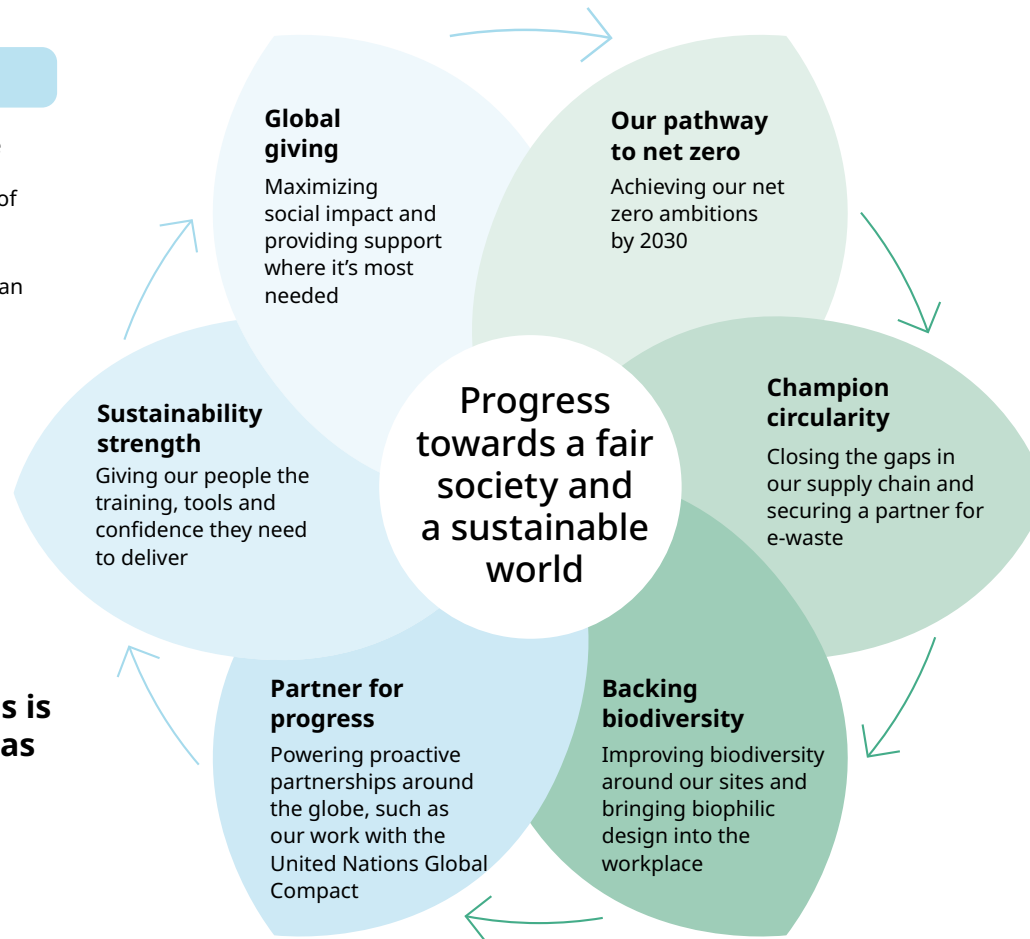 of
an
s is
as
Global
giving
Maximizing
social impact and
providing support
where it’s most
needed
Our pathway
to net zero
Achieving our net
zero ambitions
by 2030
Champion
circularity
Closing the gaps in
our supply chain and
securing a partner for
e-waste
Backing
biodiversity
Improving biodiversity
around our sites and
bringing biophilic
design into the
workplace
Partner for
progress
Powering proactive
partnerships around
the globe, such as
our work with the
United Nations Global
Compact
Sustainability
strength
Giving our people the
training, tools and
confidence they need
to deliver
Progress
towards a fair
society and
a sustainable
world